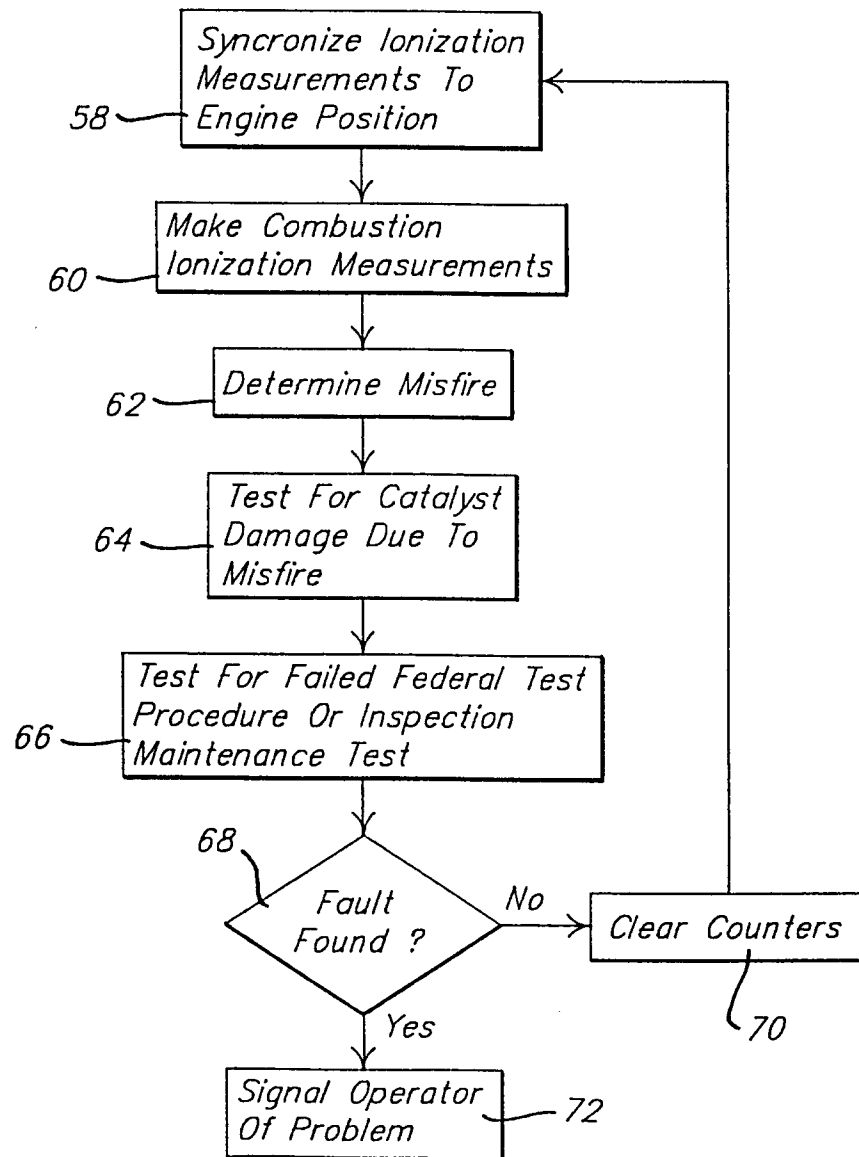 Syncronize Ionization
Measurements To
Engine Position
58
Make Combustion
Ionization Measurements
60
Determine Misfire
62
Test For Catalyst
Damage Due To
Misfire
64
Test For Failed Federal Test
Procedure Or Inspection
Maintenance Test
66
68
Fault
Found ?
No
Clear Counters
70
Yes
Signal Operator
Of Problem
72